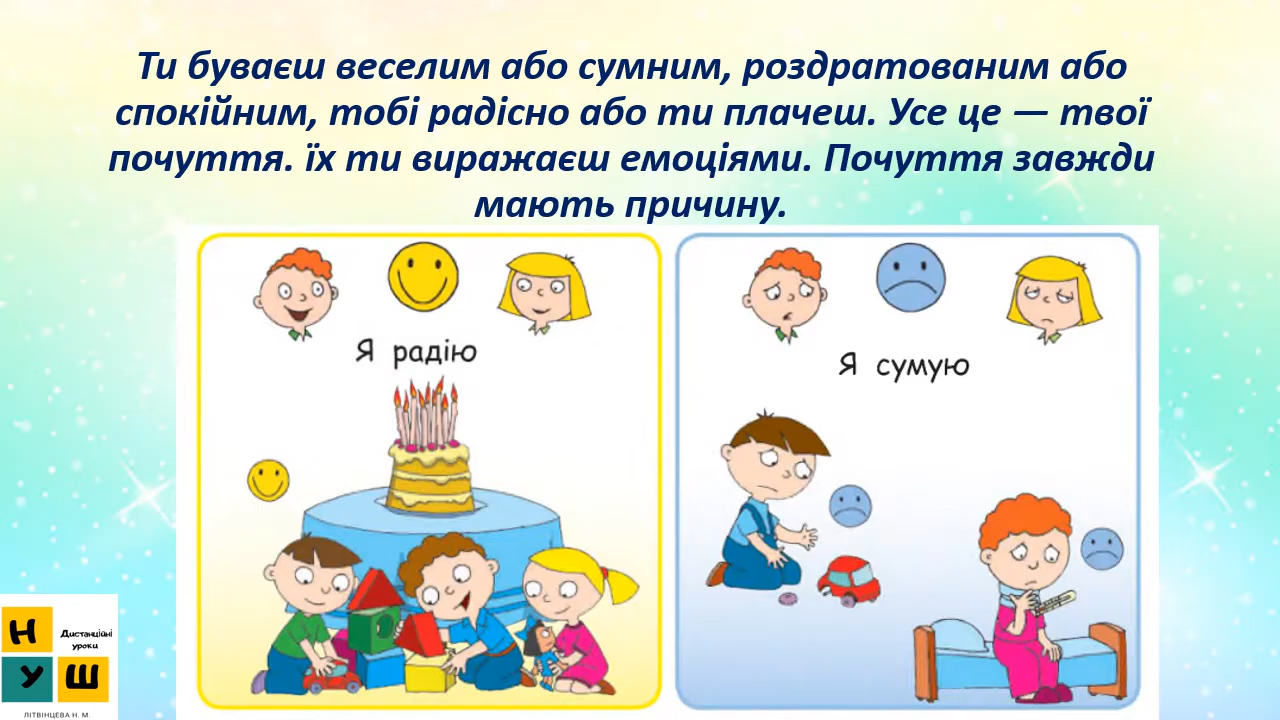 Ти буваєш веселим або сумним, роздратованим або
спокійним, тобі радісно або ти плачеш. Усе це — твої
почуття. їх ти виражаєш емоціями. Почуття завжди
мають причину.
Я радію
Я сумую
Н
Дистанційні
уроки
У Ш
ЛІТВІНЦЕВА Н. М.